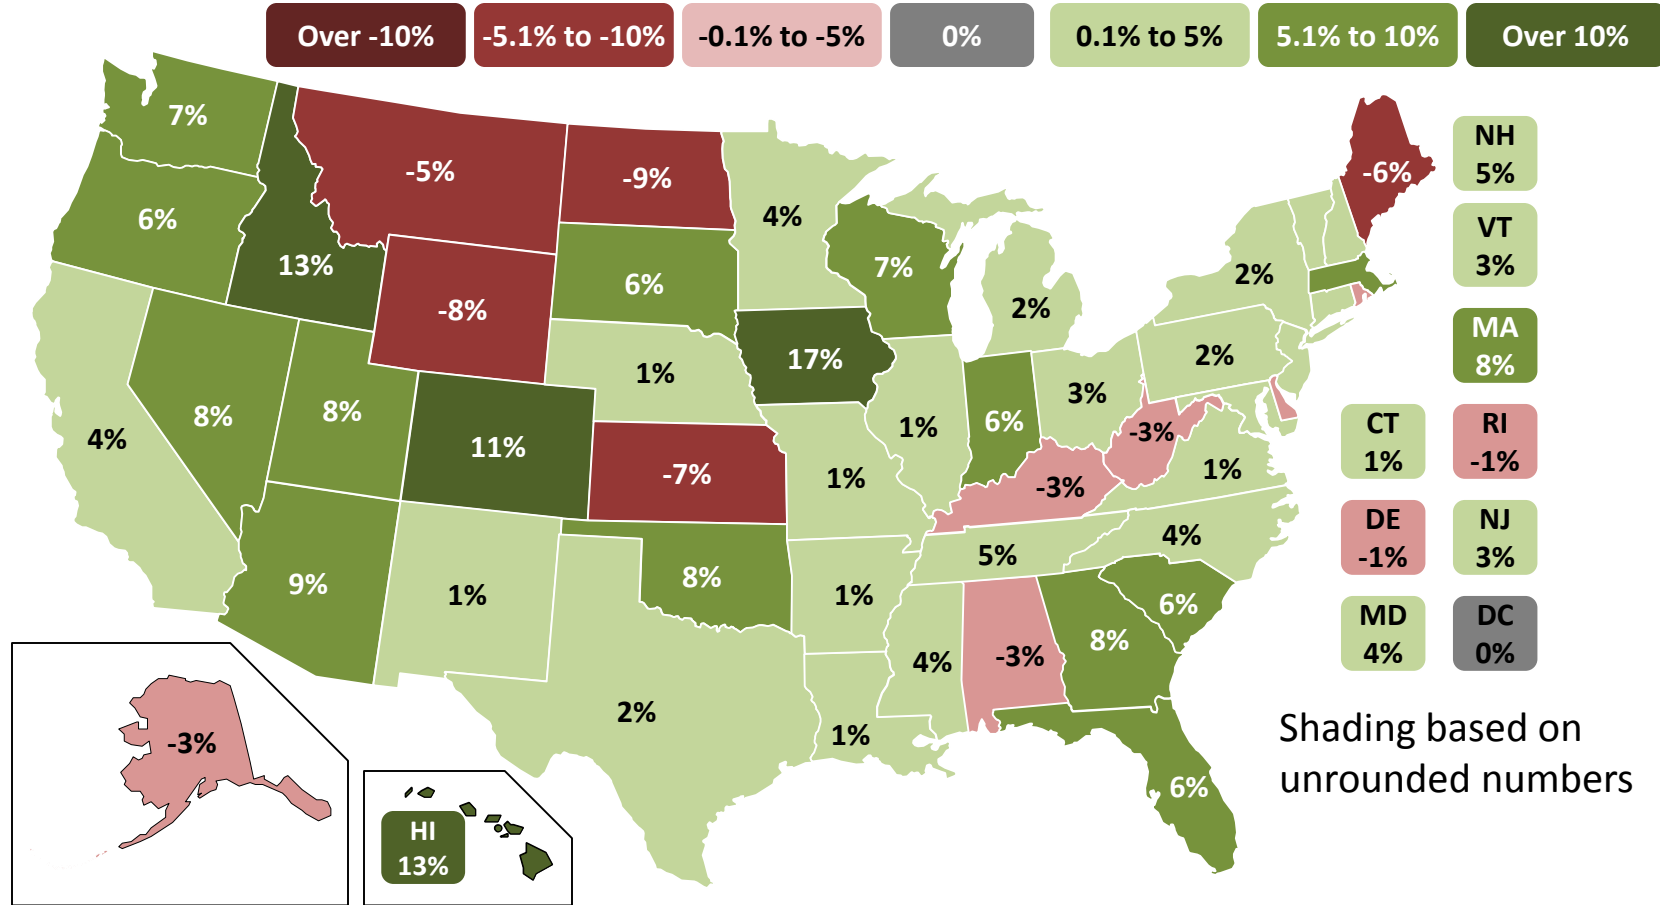 Over -10%
-5.1% to -10%
-0.1% to -5%
0%
0.1% to 5%
5.1% to 10%
Over 10%
7%
-5%
-9%
4%
-6%
NH
5%
6%
13%
-8%
6%
7%
2%
2%
VT
3%
1%
17%
2%
MA
8%
4%
8%
8%
11%
-7%
1%
1%
6%
3%
-3%
-3%
1%
CT
1%
RI
-1%
9%
1%
8%
1%
5%
4%
DE
-1%
NJ
3%
2%
1%
4%
-3%
8%
6%
6%
MD
4%
DC
0%
-3%
HI
13%
Shading based on
unrounded numbers